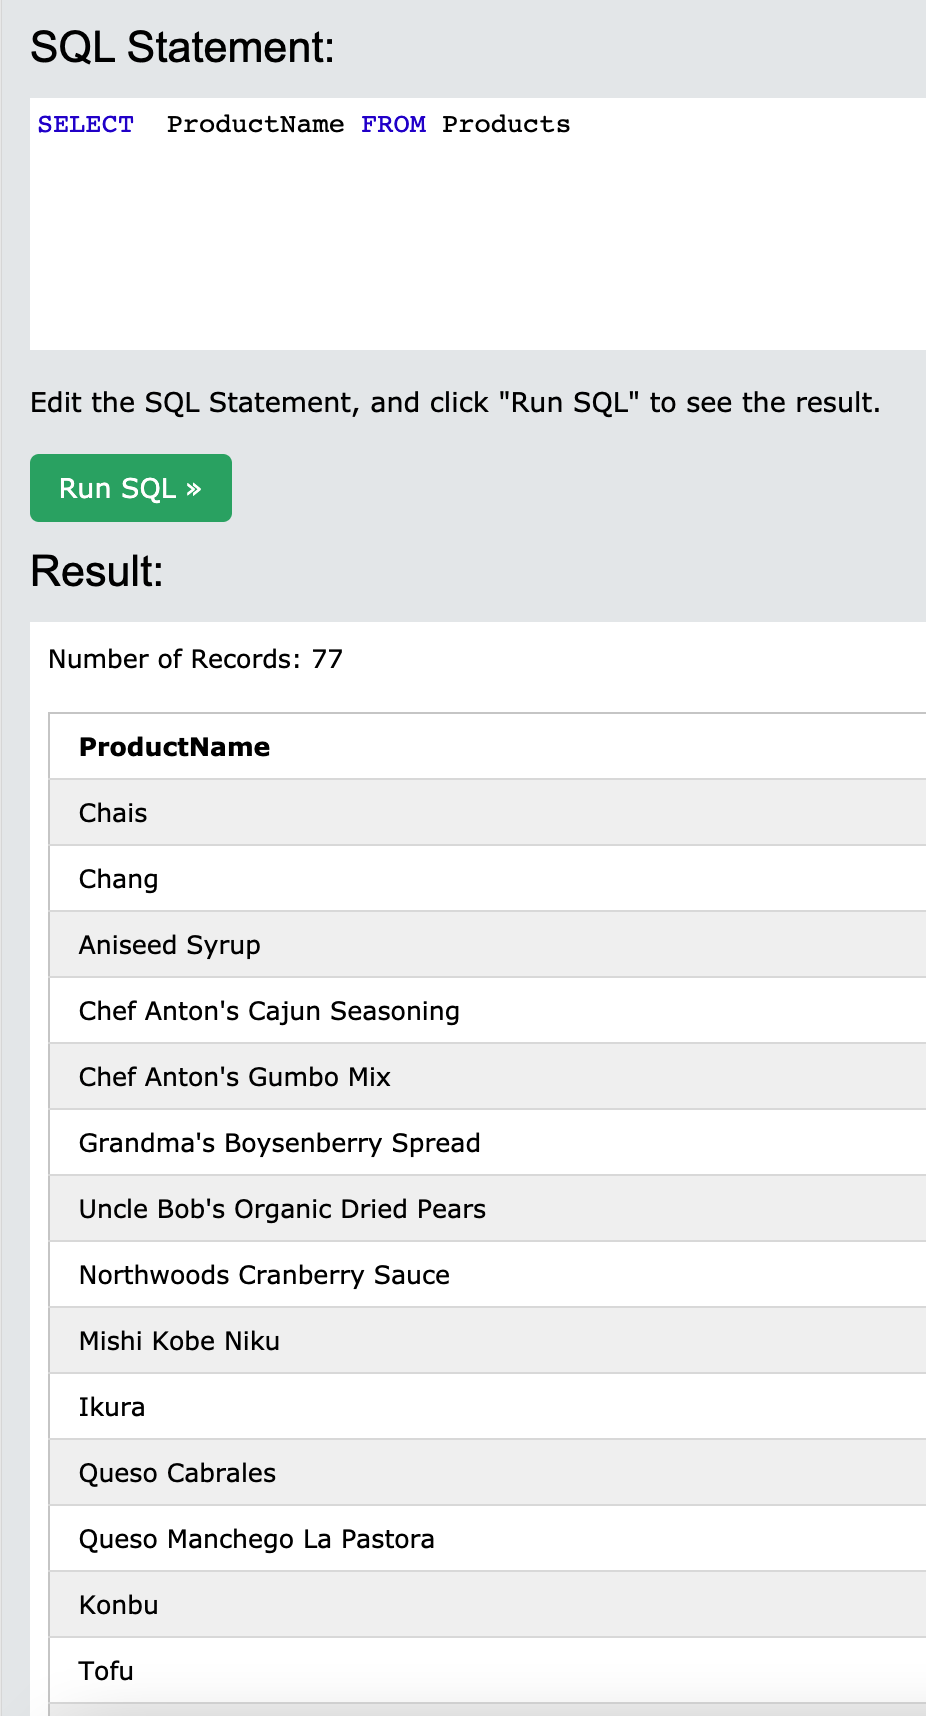 SQL Statement:
SELECT  ProductName FROM Products
Edit the SQL Statement, and click "Run SQL" to see the result.
Run SQL »
Result:
Number of Records: 77
ProductName
Chais
Chang
Aniseed Syrup
Chef Anton's Cajun Seasoning
Chef Anton's Gumbo Mix
Grandma's Boysenberry Spread
Uncle Bob's Organic Dried Pears
Northwoods Cranberry Sauce
Mishi Kobe Niku
Ikura
Queso Cabrales
Queso Manchego La Pastora
Konbu
Tofu